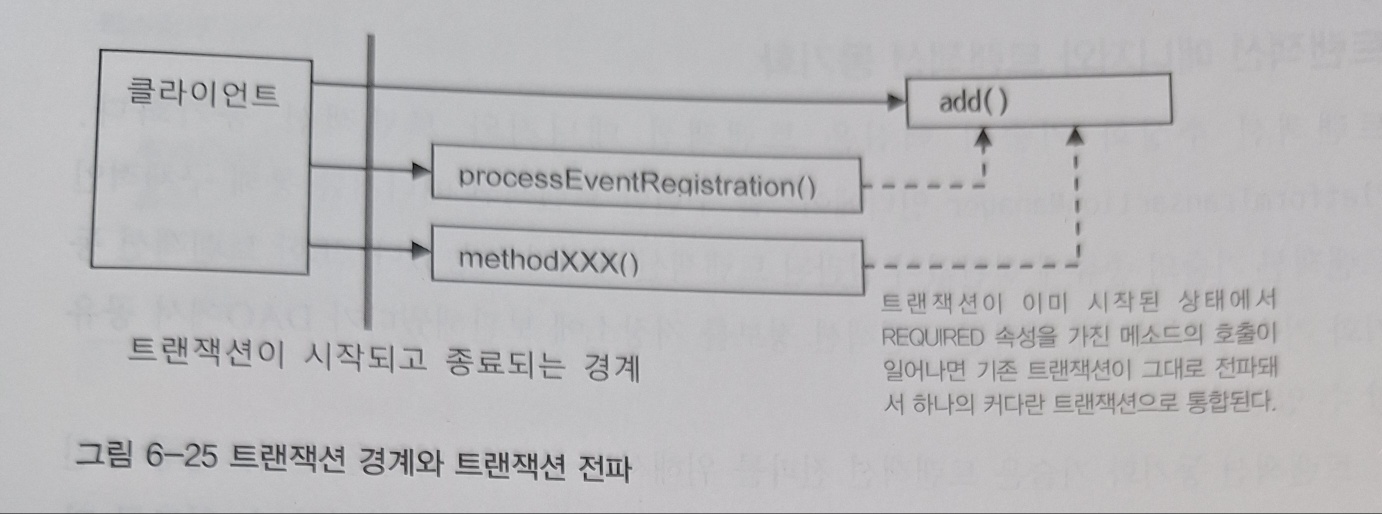 클라이언트
add()
processEventRegistration()
methodXXX()
트랜잭션이 시작되고 종료되는 경계
트랜잭션이 이미 시작된 상태에서
REQUIRED 속성을 가진 메소드의 호출이
일어나면 기존 트랜잭션이 그대로 전파돼
서 하나의 커다란 트랜잭션으로 통합된다.
그림 6-25 트랜잭션 경계와 트랜잭션 전파